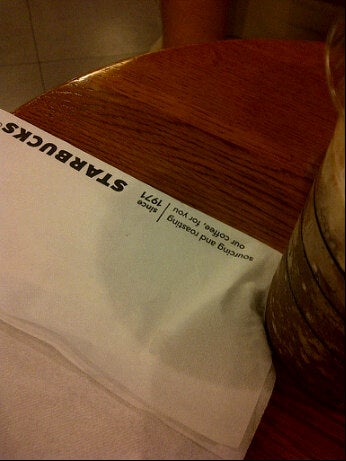 STARBUCKS®
since
1971
sourcing and roasting
our coffee, for you